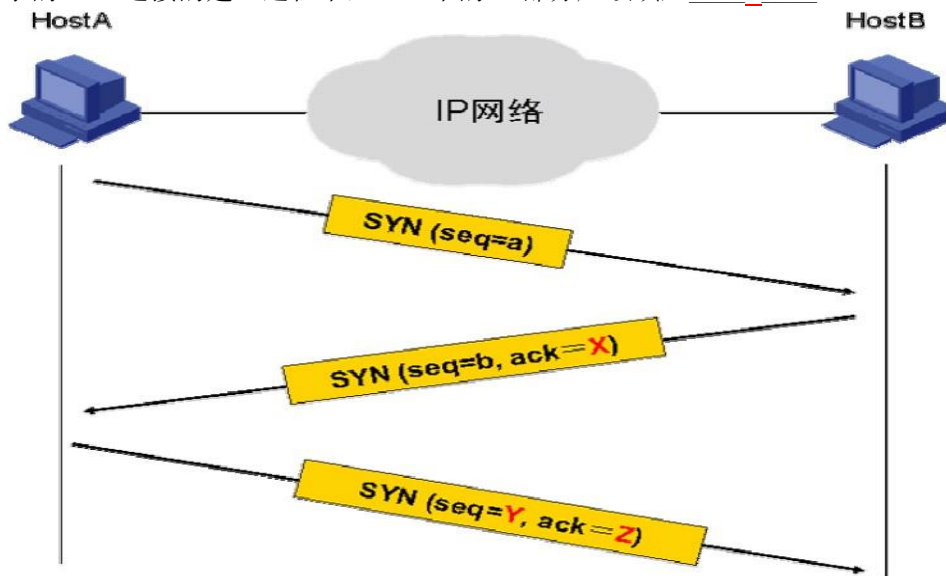 HostA
HostB
IP网络
SYN (seq=a)
SYN (seq=b, ack=X)
SYN (seq=Y, ack=Z)